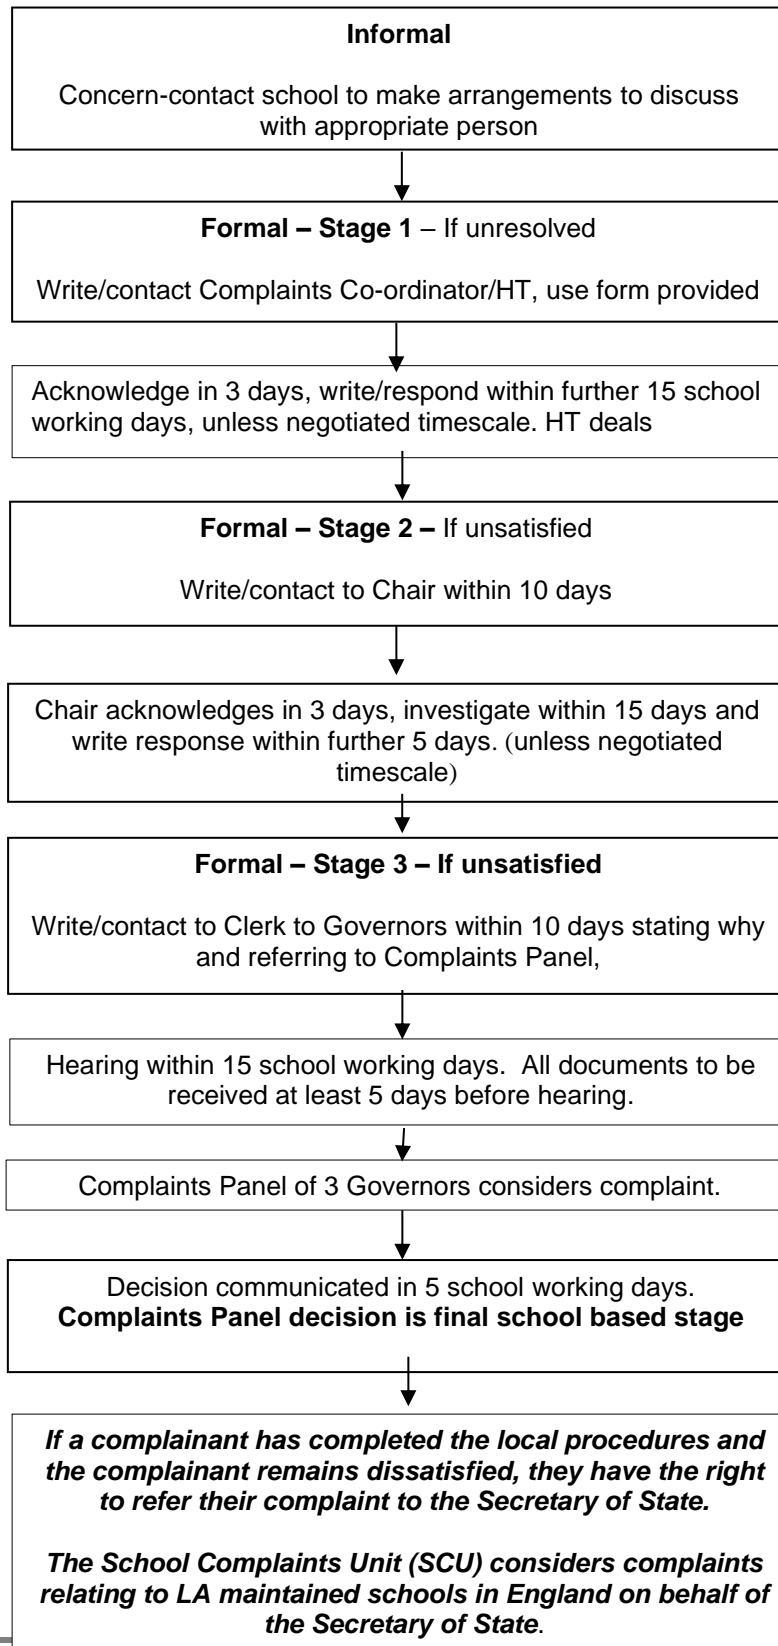 Informal
Concern-contact school to make arrangements to discuss
with appropriate person
Formal – Stage 1 – If unresolved
Write/contact Complaints Co-ordinator/HT, use form provided
Acknowledge in 3 days, write/respond within further 15 school
working days, unless negotiated timescale. HT deals
Formal – Stage 2 – If unsatisfied
Write/contact to Chair within 10 days
Chair acknowledges in 3 days, investigate within 15 days and
write response within further 5 days. (unless negotiated
timescale)
Formal – Stage 3 – If unsatisfied
Write/contact to Clerk to Governors within 10 days stating why
and referring to Complaints Panel,
Hearing within 15 school working days.  All documents to be
received at least 5 days before hearing.
Complaints Panel of 3 Governors considers complaint.
Decision communicated in 5 school working days.
Complaints Panel decision is final school based stage
If a complainant has completed the local procedures and
the complainant remains dissatisfied, they have the right
to refer their complaint to the Secretary of State.
The School Complaints Unit (SCU) considers complaints
relating to LA maintained schools in England on behalf of
the Secretary of State.